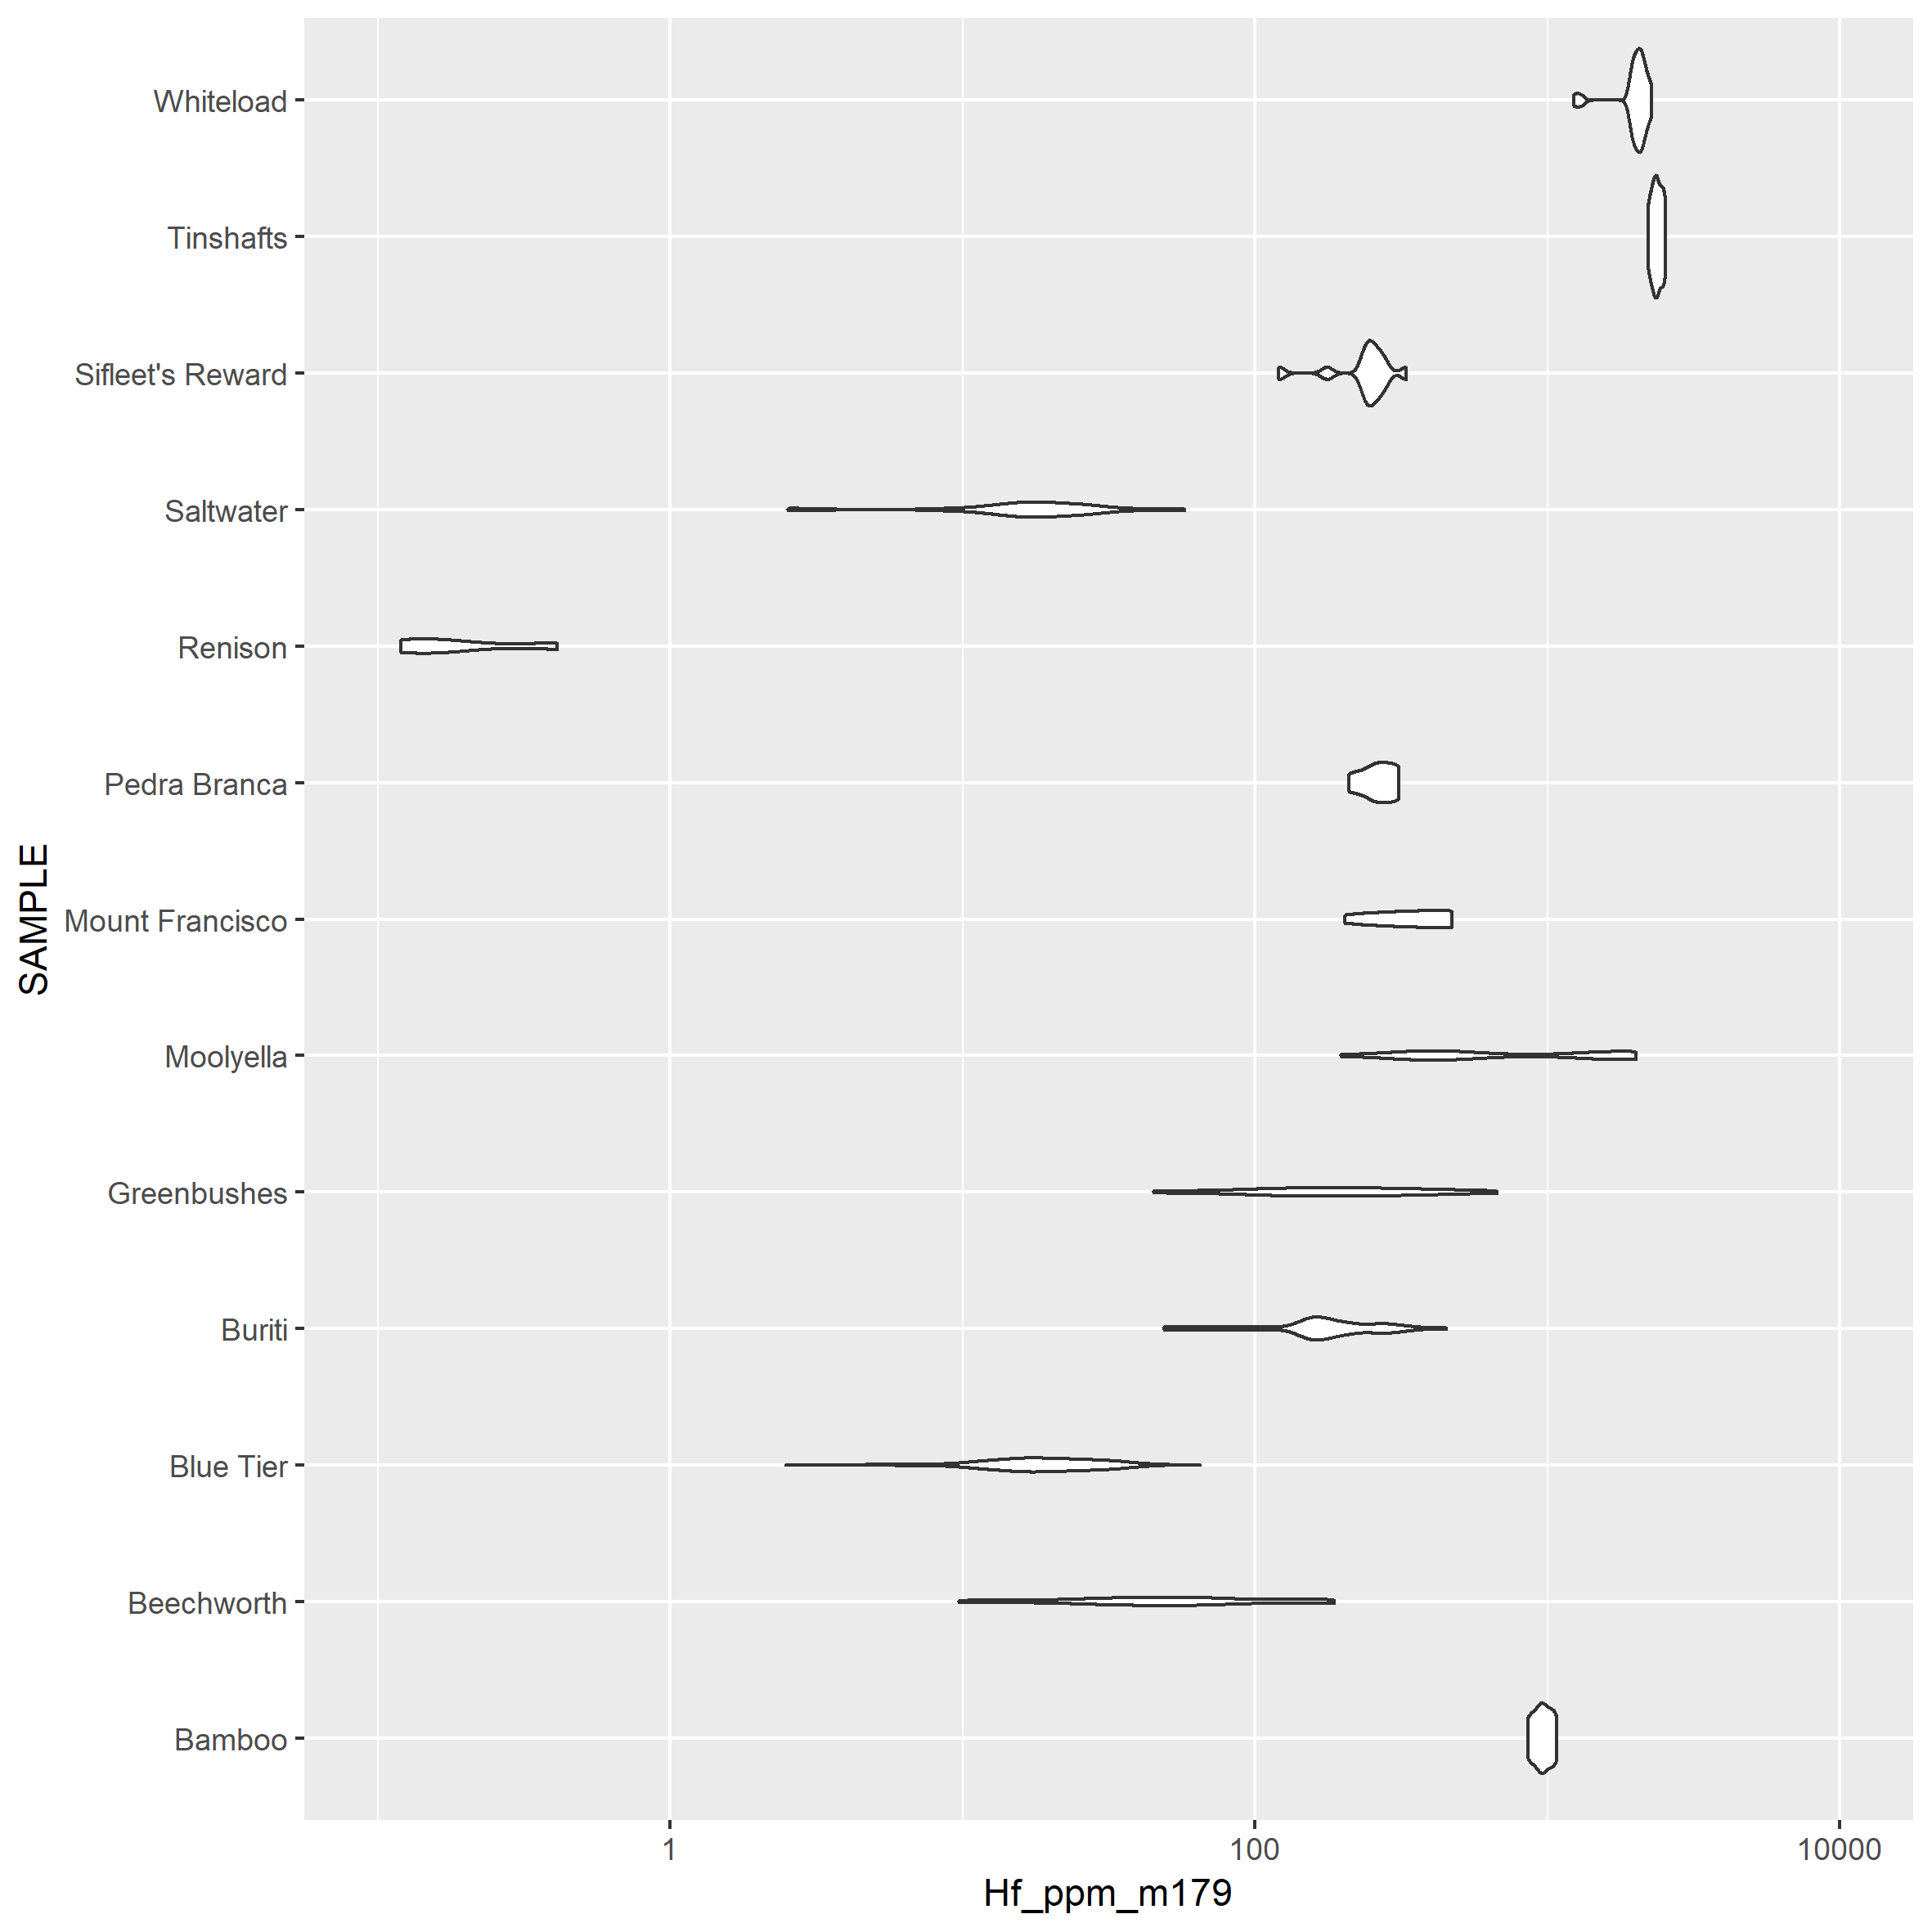 Whiteload
Tinshafts
Sifleet's Reward
Saltwater
Renison
Pedra Branca
Mount Francisco
Moolyella
Greenbushes
Buriti
Blue Tier
Beechworth
Bamboo
SAMPLE
1 100 10000
Hf_ppm_m179